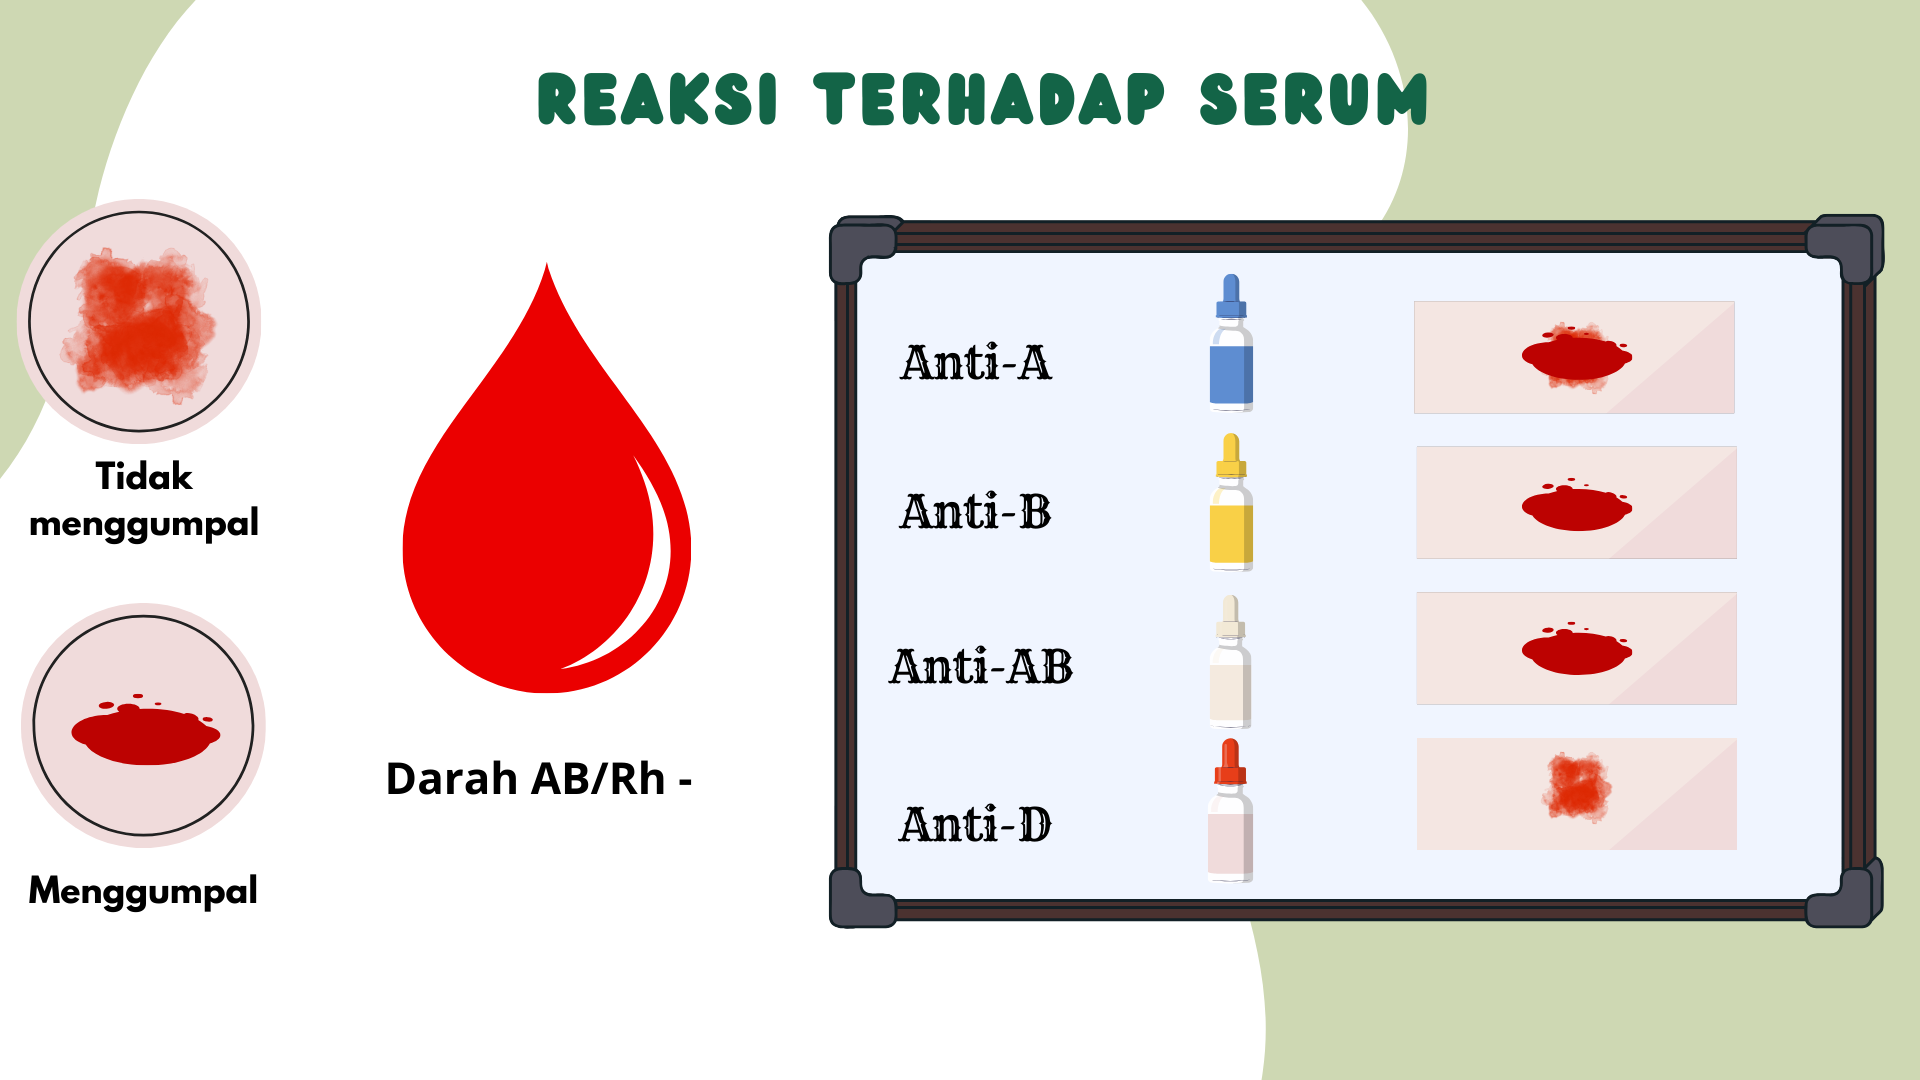 REAKSI TERHADAP SERUM
Tidak
menggumpal
Menggumpal
Darah AB/Rh -
Anti-A
Anti-B
Anti-AB
Anti-D